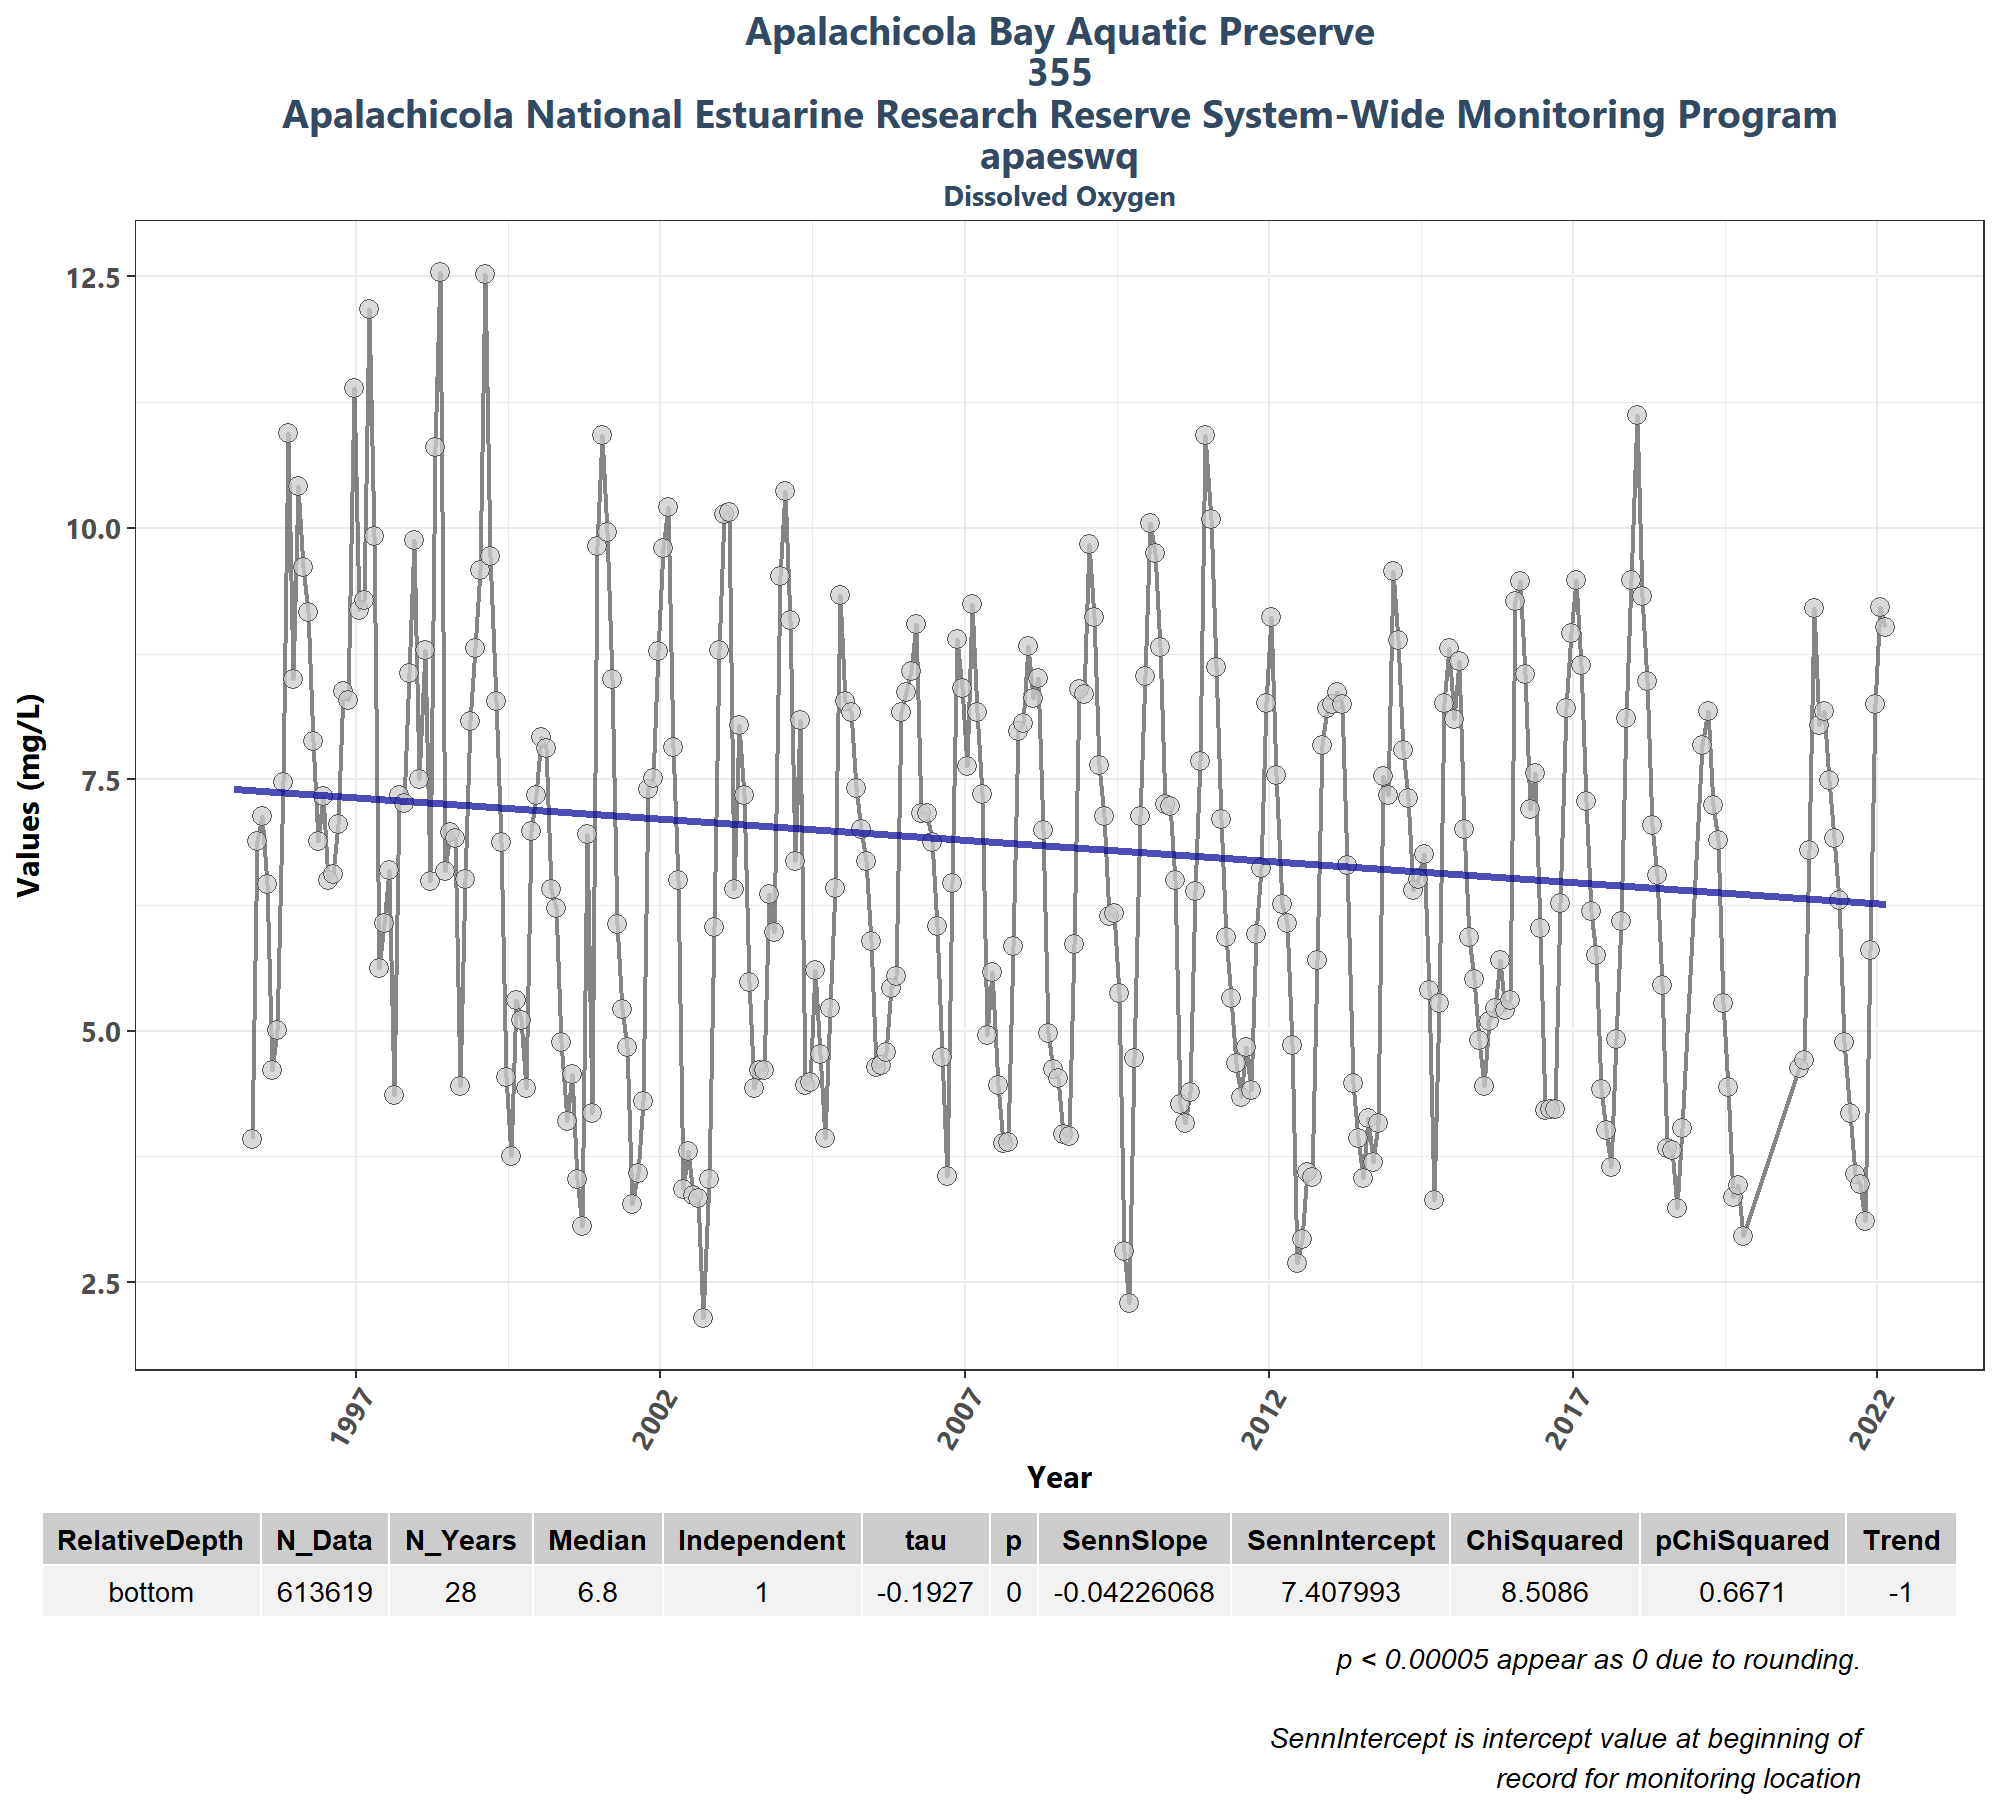 Apalachicola Bay Aquatic Preserve
355
Apalachicola National Estuarine Research Reserve System-Wide Monitoring Program
apaeswq
Dissolved Oxygen
Values (mg/L)
12.5
10.0
7.5
5.0
2.5
1997 2002 2007 2012 2017 2022
Year
RelativeDepth N_Data N_Years Median Independent tau p SennSlope SennIntercept ChiSquared pChiSquared Trend
bottom 613619 28 6.8 1 -0.1927 0 -0.04226068 7.407993 8.5086 0.6671 -1
p < 0.00005 appear as 0 due to rounding.
SennIntercept is intercept value at beginning of
record for monitoring location